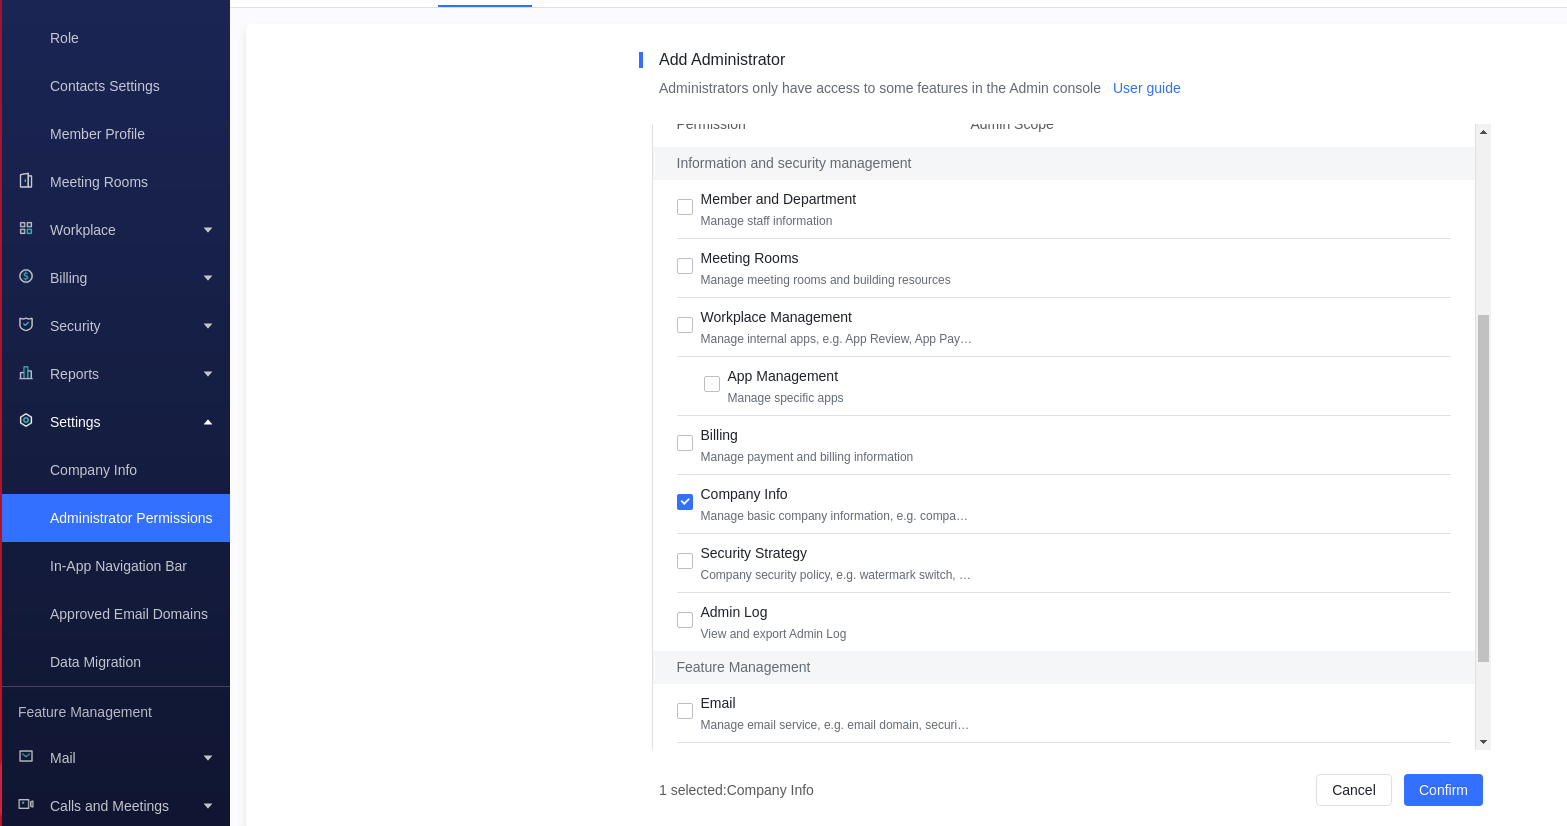 Role
Contacts Settings
Member Profile
Meeting Rooms
Workplace
Billing
Security
Reports
Settings
Company Info
Administrator Permissions
In-App Navigation Bar
Approved Email Domains
Data Migration
Feature Management
Mail
Calls and Meetings
Add Administrator
Administrators only have access to some features in the Admin console User guide
Permission Admin Scope
Information and security management
Member and Department
Manage staff information
Meeting Rooms
Manage meeting rooms and building resources
Workplace Management
Manage internal apps, e.g. App Review, App Pay…
App Management
Manage specific apps
Billing
Manage payment and billing information
Company Info
Manage basic company information, e.g. compa…
Security Strategy
Company security policy, e.g. watermark switch, …
Admin Log
View and export Admin Log
Feature Management
Email
Manage email service, e.g. email domain, securi…
1 selected:Company Info
Cancel Confirm